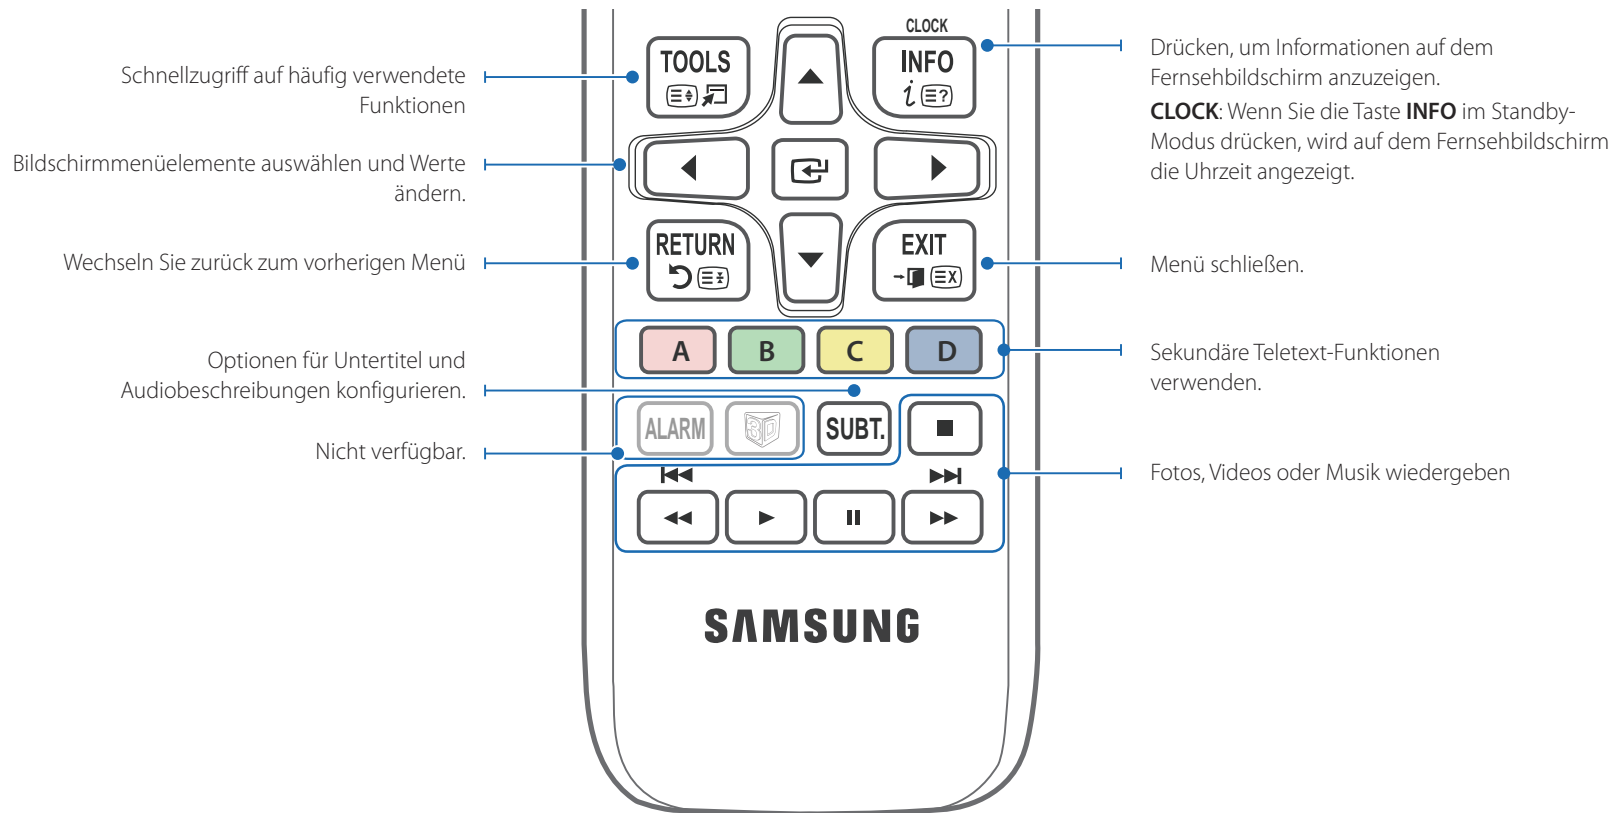 CLOCK
TOOLS
INFO
Schnellzugriff auf häufig verwendete
Funktionen
Drücken, um Informationen auf dem
Fernsehbildschirm anzuzeigen.
CLOCK: Wenn Sie die Taste INFO im Standby-
Modus drücken, wird auf dem Fernsehbildschirm
die Uhrzeit angezeigt.
Bildschirmmenüelemente auswählen und Werte
ändern.
RETURN
EXIT
Wechseln Sie zurück zum vorherigen Menü
Menü schließen.
A B C D
Optionen für Untertitel und
Audiobeschreibungen konfigurieren.
Sekundäre Teletext-Funktionen
verwenden.
ALARM 3D SUBT.
Nicht verfügbar.
Fotos, Videos oder Musik wiedergeben
SAMSUNG